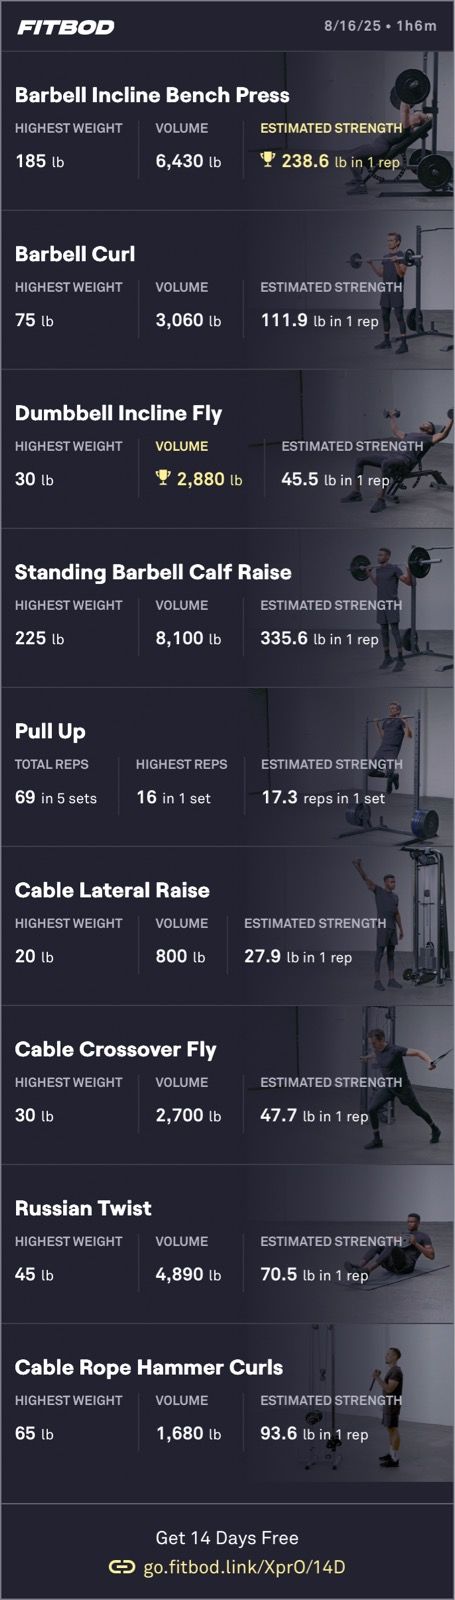 FITBOD
8/16/25 • 1h6m
Barbell Incline Bench Press
HIGHEST WEIGHT VOLUME ESTIMATED STRENGTH
185 lb 6,430 lb 238.6 lb in 1 rep
Barbell Curl
HIGHEST WEIGHT VOLUME ESTIMATED STRENGTH
75 lb 3,060 lb 111.9 lb in 1 rep
Dumbbell Incline Fly
HIGHEST WEIGHT VOLUME ESTIMATED STRENGTH
30 lb 2,880 lb 45.5 lb in 1 rep
Standing Barbell Calf Raise
HIGHEST WEIGHT VOLUME ESTIMATED STRENGTH
225 lb 8,100 lb 335.6 lb in 1 rep
Pull Up
TOTAL REPS HIGHEST REPS ESTIMATED STRENGTH
69 in 5 sets 16 in 1 set 17.3 reps in 1 set
Cable Lateral Raise
HIGHEST WEIGHT VOLUME ESTIMATED STRENGTH
20 lb 800 lb 27.9 lb in 1 rep
Cable Crossover Fly
HIGHEST WEIGHT VOLUME ESTIMATED STRENGTH
30 lb 2,700 lb 47.7 lb in 1 rep
Russian Twist
HIGHEST WEIGHT VOLUME ESTIMATED STRENGTH
45 lb 4,890 lb 70.5 lb in 1 rep
Cable Rope Hammer Curls
HIGHEST WEIGHT VOLUME ESTIMATED STRENGTH
65 lb 1,680 lb 93.6 lb in 1 rep
Get 14 Days Free
go.fitbod.link/XprO/14D